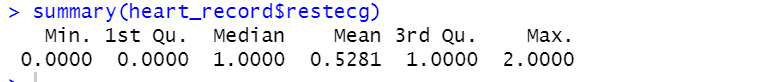 > summary(heart_record$restecg)
Min. 1st Qu. Median Mean 3rd Qu. Max.
0.0000 0.0000 1.0000 0.5281 1.0000 2.0000
>